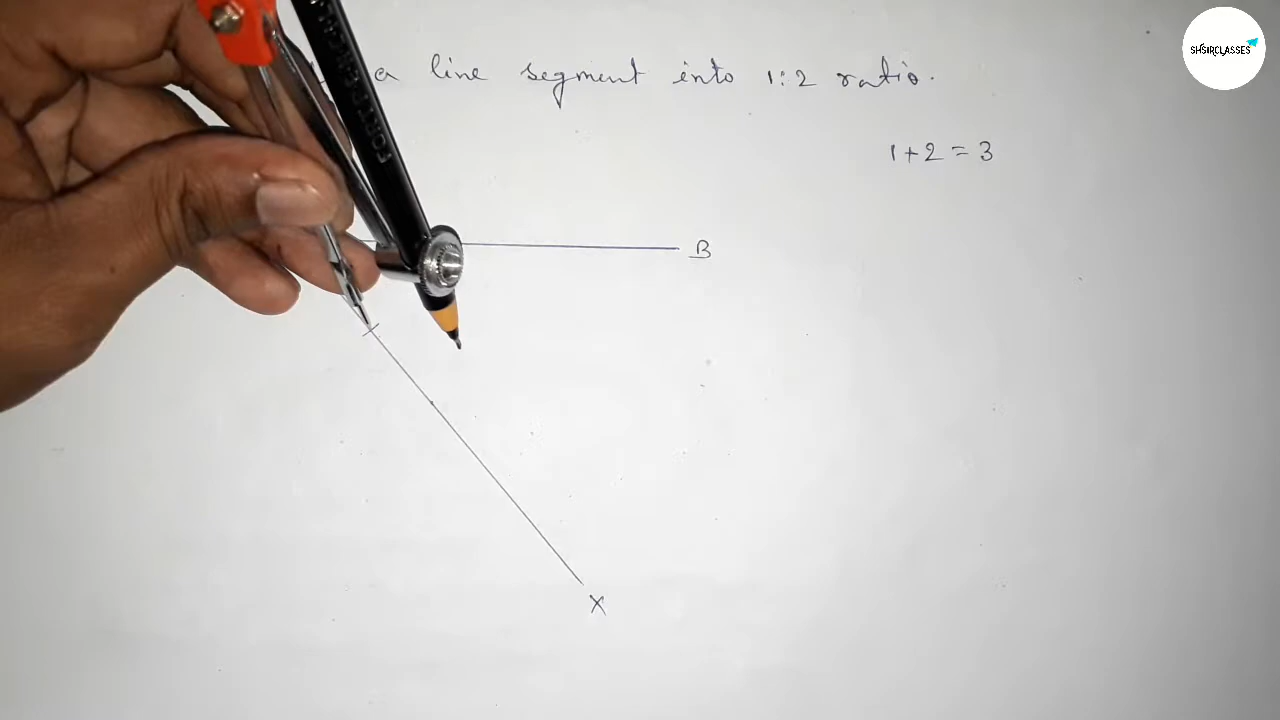 a line segment into 1:2 ratio.
SHSIRCLASSES
1+2=3
B
X